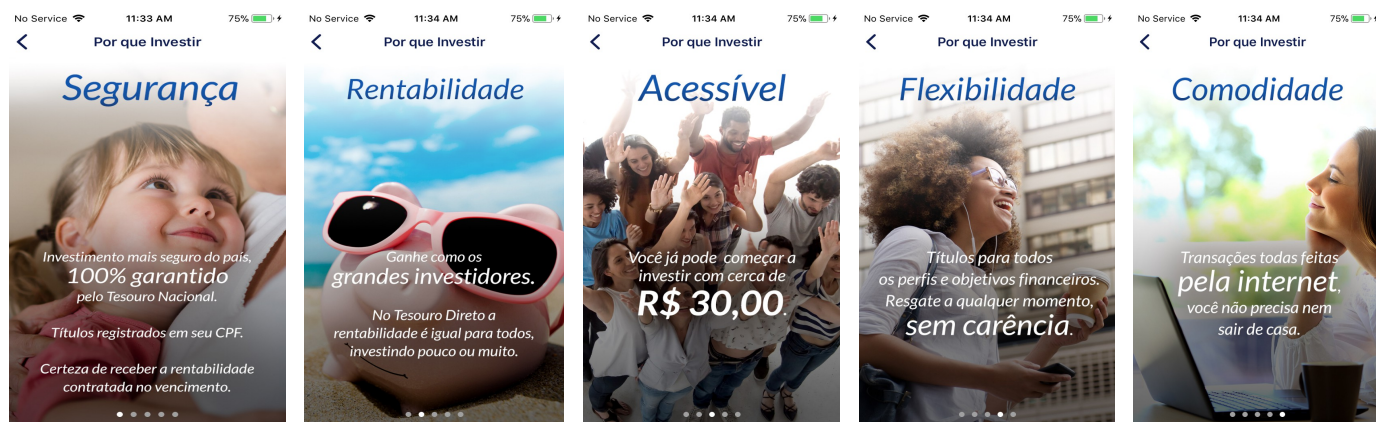 No Service 11:33 AM 75%
Por que Investir
Segurança
Investimento mais seguro do país,
100% garantido
pelo Tesouro Nacional.
Títulos registrados em seu CPF.
Certeza de receber a rentabilidade
contratada no vencimento.
No Service 11:34 AM 75%
Por que Investir
Rentabilidade
Ganhe como os
grandes investidores.
No Tesouro Direto a
rentabilidade é igual para todos,
investindo pouco ou muito.
No Service 11:34 AM 75%
Por que Investir
Acessível
Você já pode começar a
investir com cerca de
R$ 30,00.
No Service 11:34 AM 75%
Por que Investir
Flexibilidade
Títulos para todos
os perfis e objetivos financeiros.
Resgate a qualquer momento,
sem carência.
No Service 11:34 AM 75%
Por que Investir
Comodidade
Transações todas feitas
pela internet,
você não precisa nem
sair de casa.